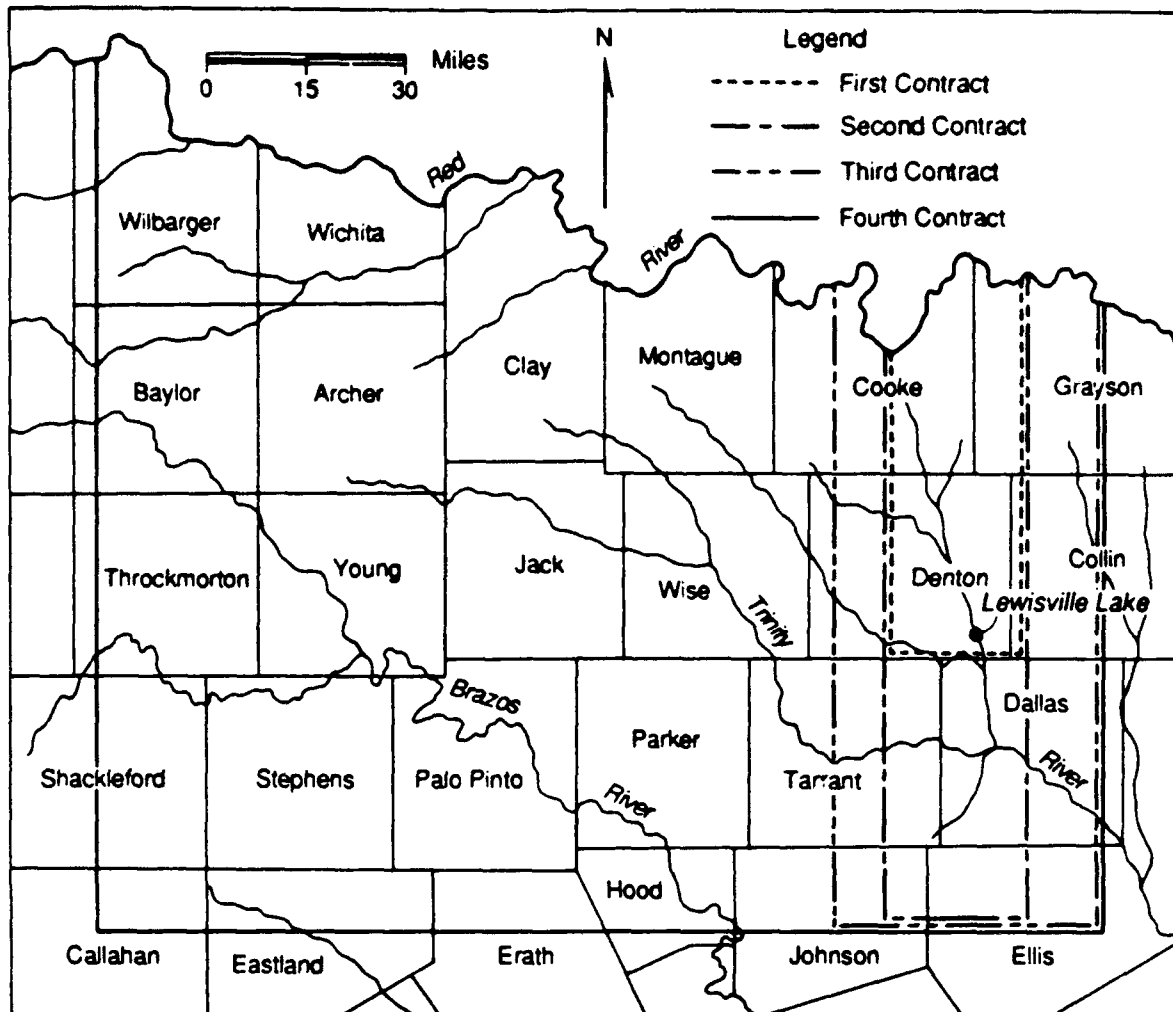 N
Miles
0 15 30
Legend
First Contract
Second Contract
Third Contract
Fourth Contract
Red
River
Wilbarger
Wichita
Clay
Montague
Cooke
Grayson
Baylor
Archer
Throckmorton
Young
Jack
Wise
Denton
Collin
Lewisville Lake
Trinity
Brazos
Dallas
Parker
Shackleford
Stephens
Palo Pinto
River
Tarrant
River
Hood
Callahan
Eastland
Erath
Johnson
Ellis